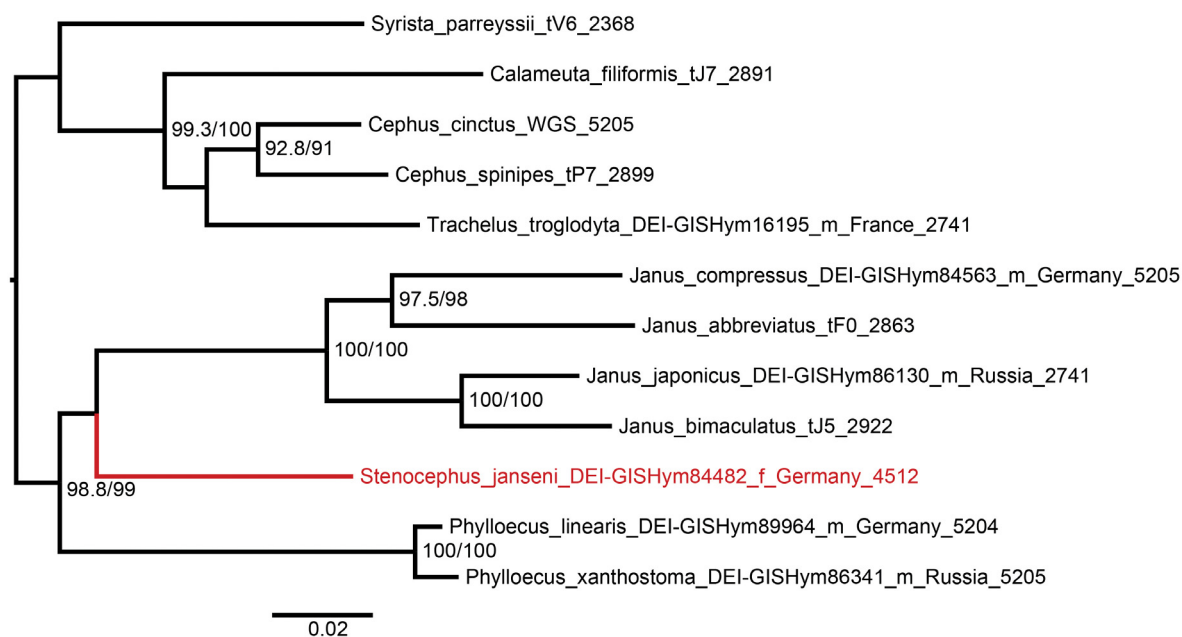 Syrista_parreyssii_tV6_2368
Calameuta_filiformis_tJ7_2891
99.3/100
Cephus_cinctus_WGS_5205
92.8/91
Cephus_spinipes_tP7_2899
Trachelus_troglodyta_DEI-GISHym16195_m_France_2741
Janus_compressus_DEI-GISHym84563_m_Germany_5205
97.5/98
Janus_abbreviatus_tF0_2863
100/100
Janus_japonicus_DEI-GISHym86130_m_Russia_2741
100/100
Janus_bimaculatus_tJ5_2922
Stenocephus_janseni_DEI-GISHym84482_f_Germany_4512
98.8/99
Phylloecus_linearis_DEI-GISHym89964_m_Germany_5204
100/100
Phylloecus_xanthostoma_DEI-GISHym86341_m_Russia_5205
0.02